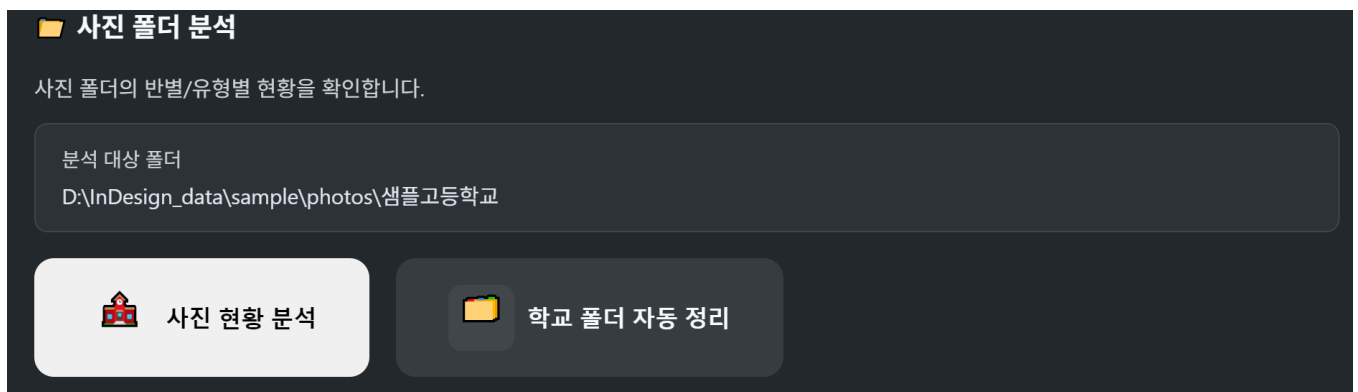 사진 폴더 분석
사진 폴더의 반별/유형별 현황을 확인합니다.
분석 대상 폴더
D:\InDesign_data\sample\photos\샘플고등학교
사진 현황 분석
학교 폴더 자동 정리